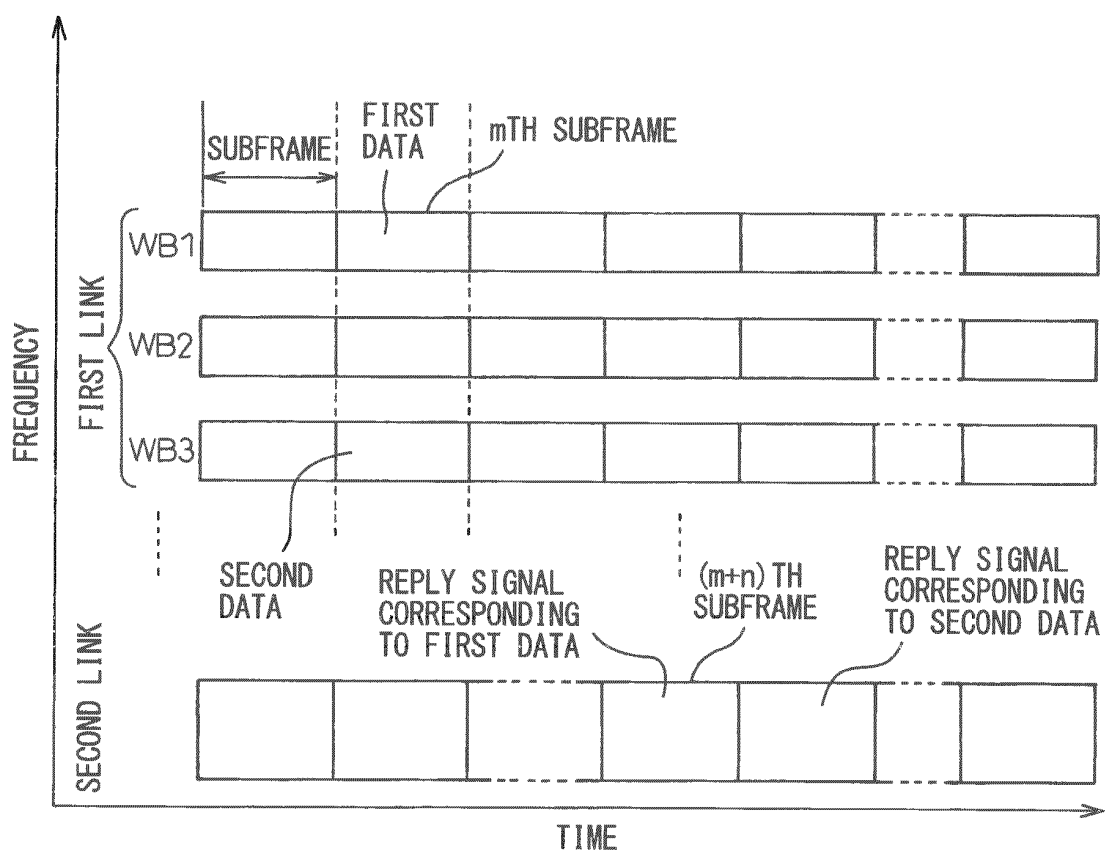 FIRST
DATA
mTH SUBFRAME
SUBFRAME
WB1
WB2
WB3
FIRST LINK
FREQUENCY
SECOND
DATA
REPLY SIGNAL
CORRESPONDING
TO FIRST DATA
(m+n)TH
SUBFRAME
REPLY SIGNAL
CORRESPONDING
TO SECOND DATA
SECOND LINK
TIME